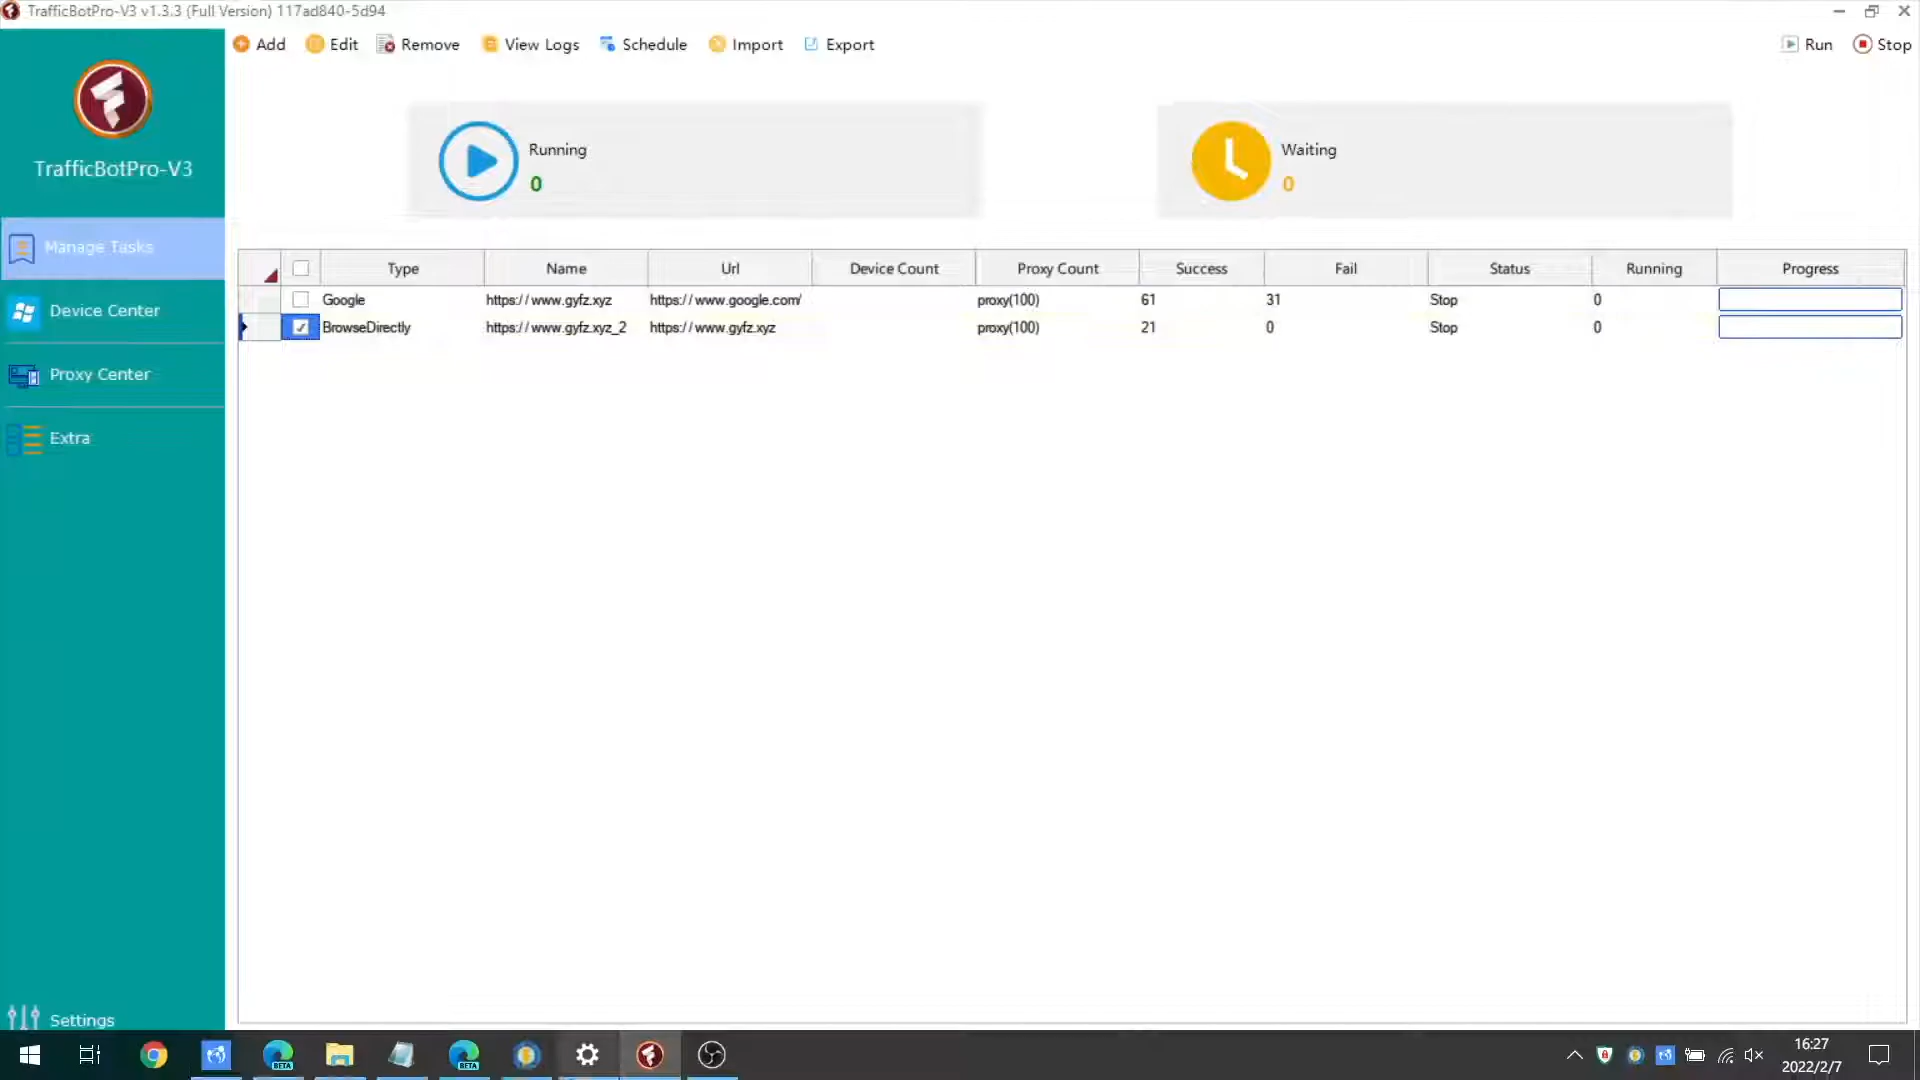 TrafficBotPro-V3 v1.3.3 (Full Version) 117ad840-5d94
Add Edit Remove View Logs Schedule Import Export Run Stop
TrafficBotPro-V3
Running
0
Waiting
0
Manage Tasks
Device Center
Proxy Center
Extra
Settings
Type Name Url Device Count Proxy Count Success Fail Status Running Progress
Google https://www.gyfz.xyz https://www.google.com/ proxy(100) 61 31 Stop 0
BrowseDirectly https://www.gyfz.xyz_2 https://www.gyfz.xyz proxy(100) 21 0 Stop 0
BETA
BETA
16:27
2022/2/7